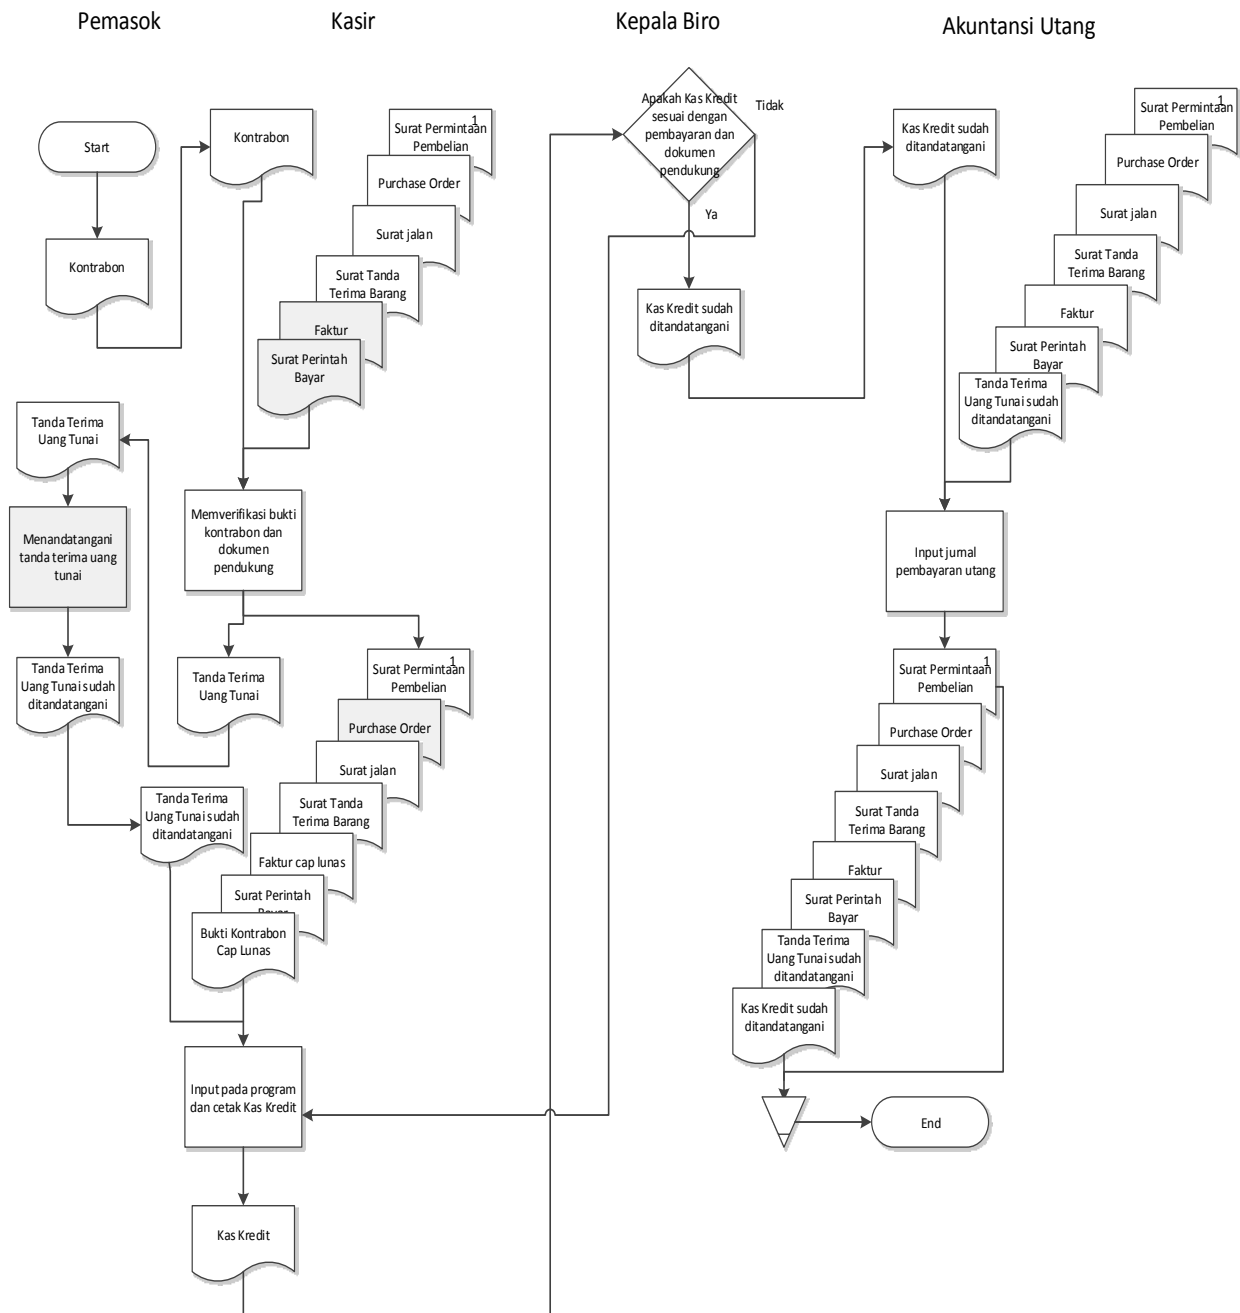 Pemasok
Kasir
Kepala Biro
Akuntansi Utang
Start
Kontrabon
Kontrabon
1
Surat Permintaan
Pembelian
Purchase Order
Surat jalan
Surat Tanda
Terima Barang
Faktur
Surat Perintah
Bayar
Tanda Terima
Uang Tunai
Menandatangani
tanda terima uang
tunai
Tanda Terima
Uang Tunai sudah
ditandatangani
Memverifikasi bukti
kontrabon dan
dokumen
pendukung
Tanda Terima
Uang Tunai
1
Surat Permintaan
Pembelian
Purchase Order
Surat jalan
Surat Tanda
Terima Barang
Faktur cap lunas
Surat Perintah
Bayar
Bukti Kontrabon
Cap Lunas
Tanda Terima
Uang Tunai sudah
ditandatangani
Input pada program
dan cetak Kas Kredit
Kas Kredit
Apakah Kas Kredit
sesuai dengan
pembayaran dan
dokumen
pendukung
Tidak
Ya
Kas Kredit sudah
ditandatangani
Kas Kredit sudah
ditandatangani
1
Surat Permintaan
Pembelian
Purchase Order
Surat jalan
Surat Tanda
Terima Barang
Faktur
Surat Perintah
Bayar
Tanda Terima
Uang Tunai sudah
ditandatangani
Input jurnal
pembayaran utang
1
Surat Permintaan
Pembelian
Purchase Order
Surat jalan
Surat Tanda
Terima Barang
Faktur
Surat Perintah
Bayar
Tanda Terima
Uang Tunai sudah
ditandatangani
Kas Kredit sudah
ditandatangani
End